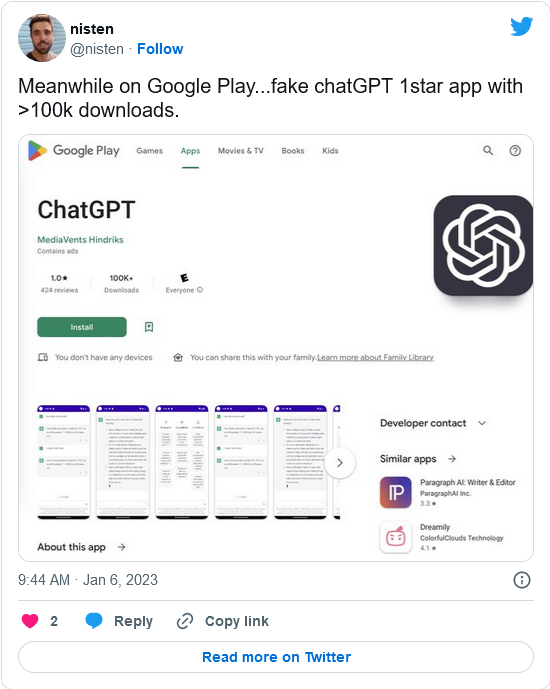 nisten
@nisten · Follow
Meanwhile on Google Play...fake chatGPT 1star app with
>100k downloads.
Google Play Games Apps Movies & TV Books Kids
ChatGPT
MediaVents Hindriks
Contains ads
1.0★ 100K+ E
424 reviews Downloads Everyone
Install
You don't have any devices You can share this with your family. Learn more about Family Library
Developer contact
Similar apps
Paragraph AI: Writer & Editor
ParagraphAI Inc.
3.3★
Dreamily
ColorfulClouds Technology
4.1★
About this app
9:44 AM · Jan 6, 2023
2 Reply Copy link
Read more on Twitter